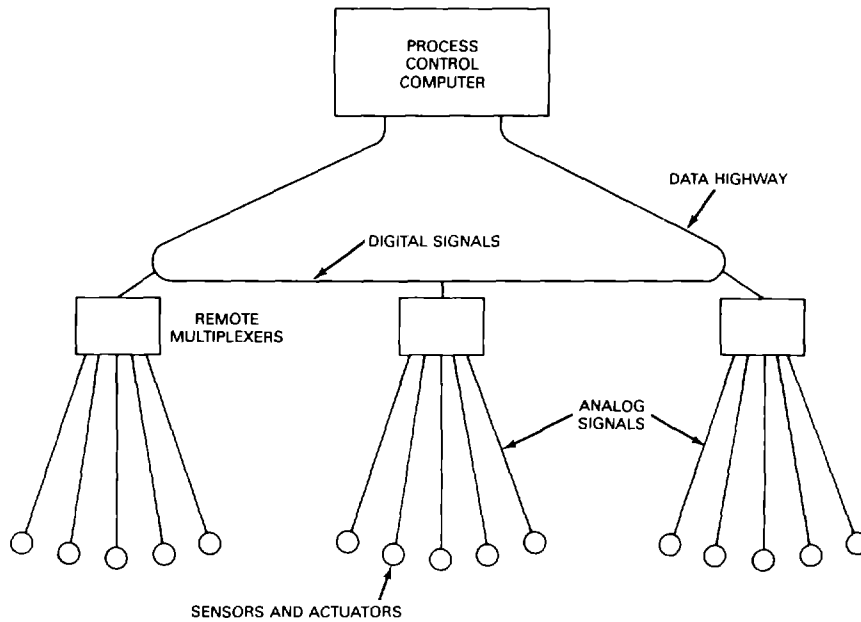 PROCESS
CONTROL
COMPUTER
DATA HIGHWAY
DIGITAL SIGNALS
REMOTE
MULTIPLEXERS
ANALOG
SIGNALS
SENSORS AND ACTUATORS